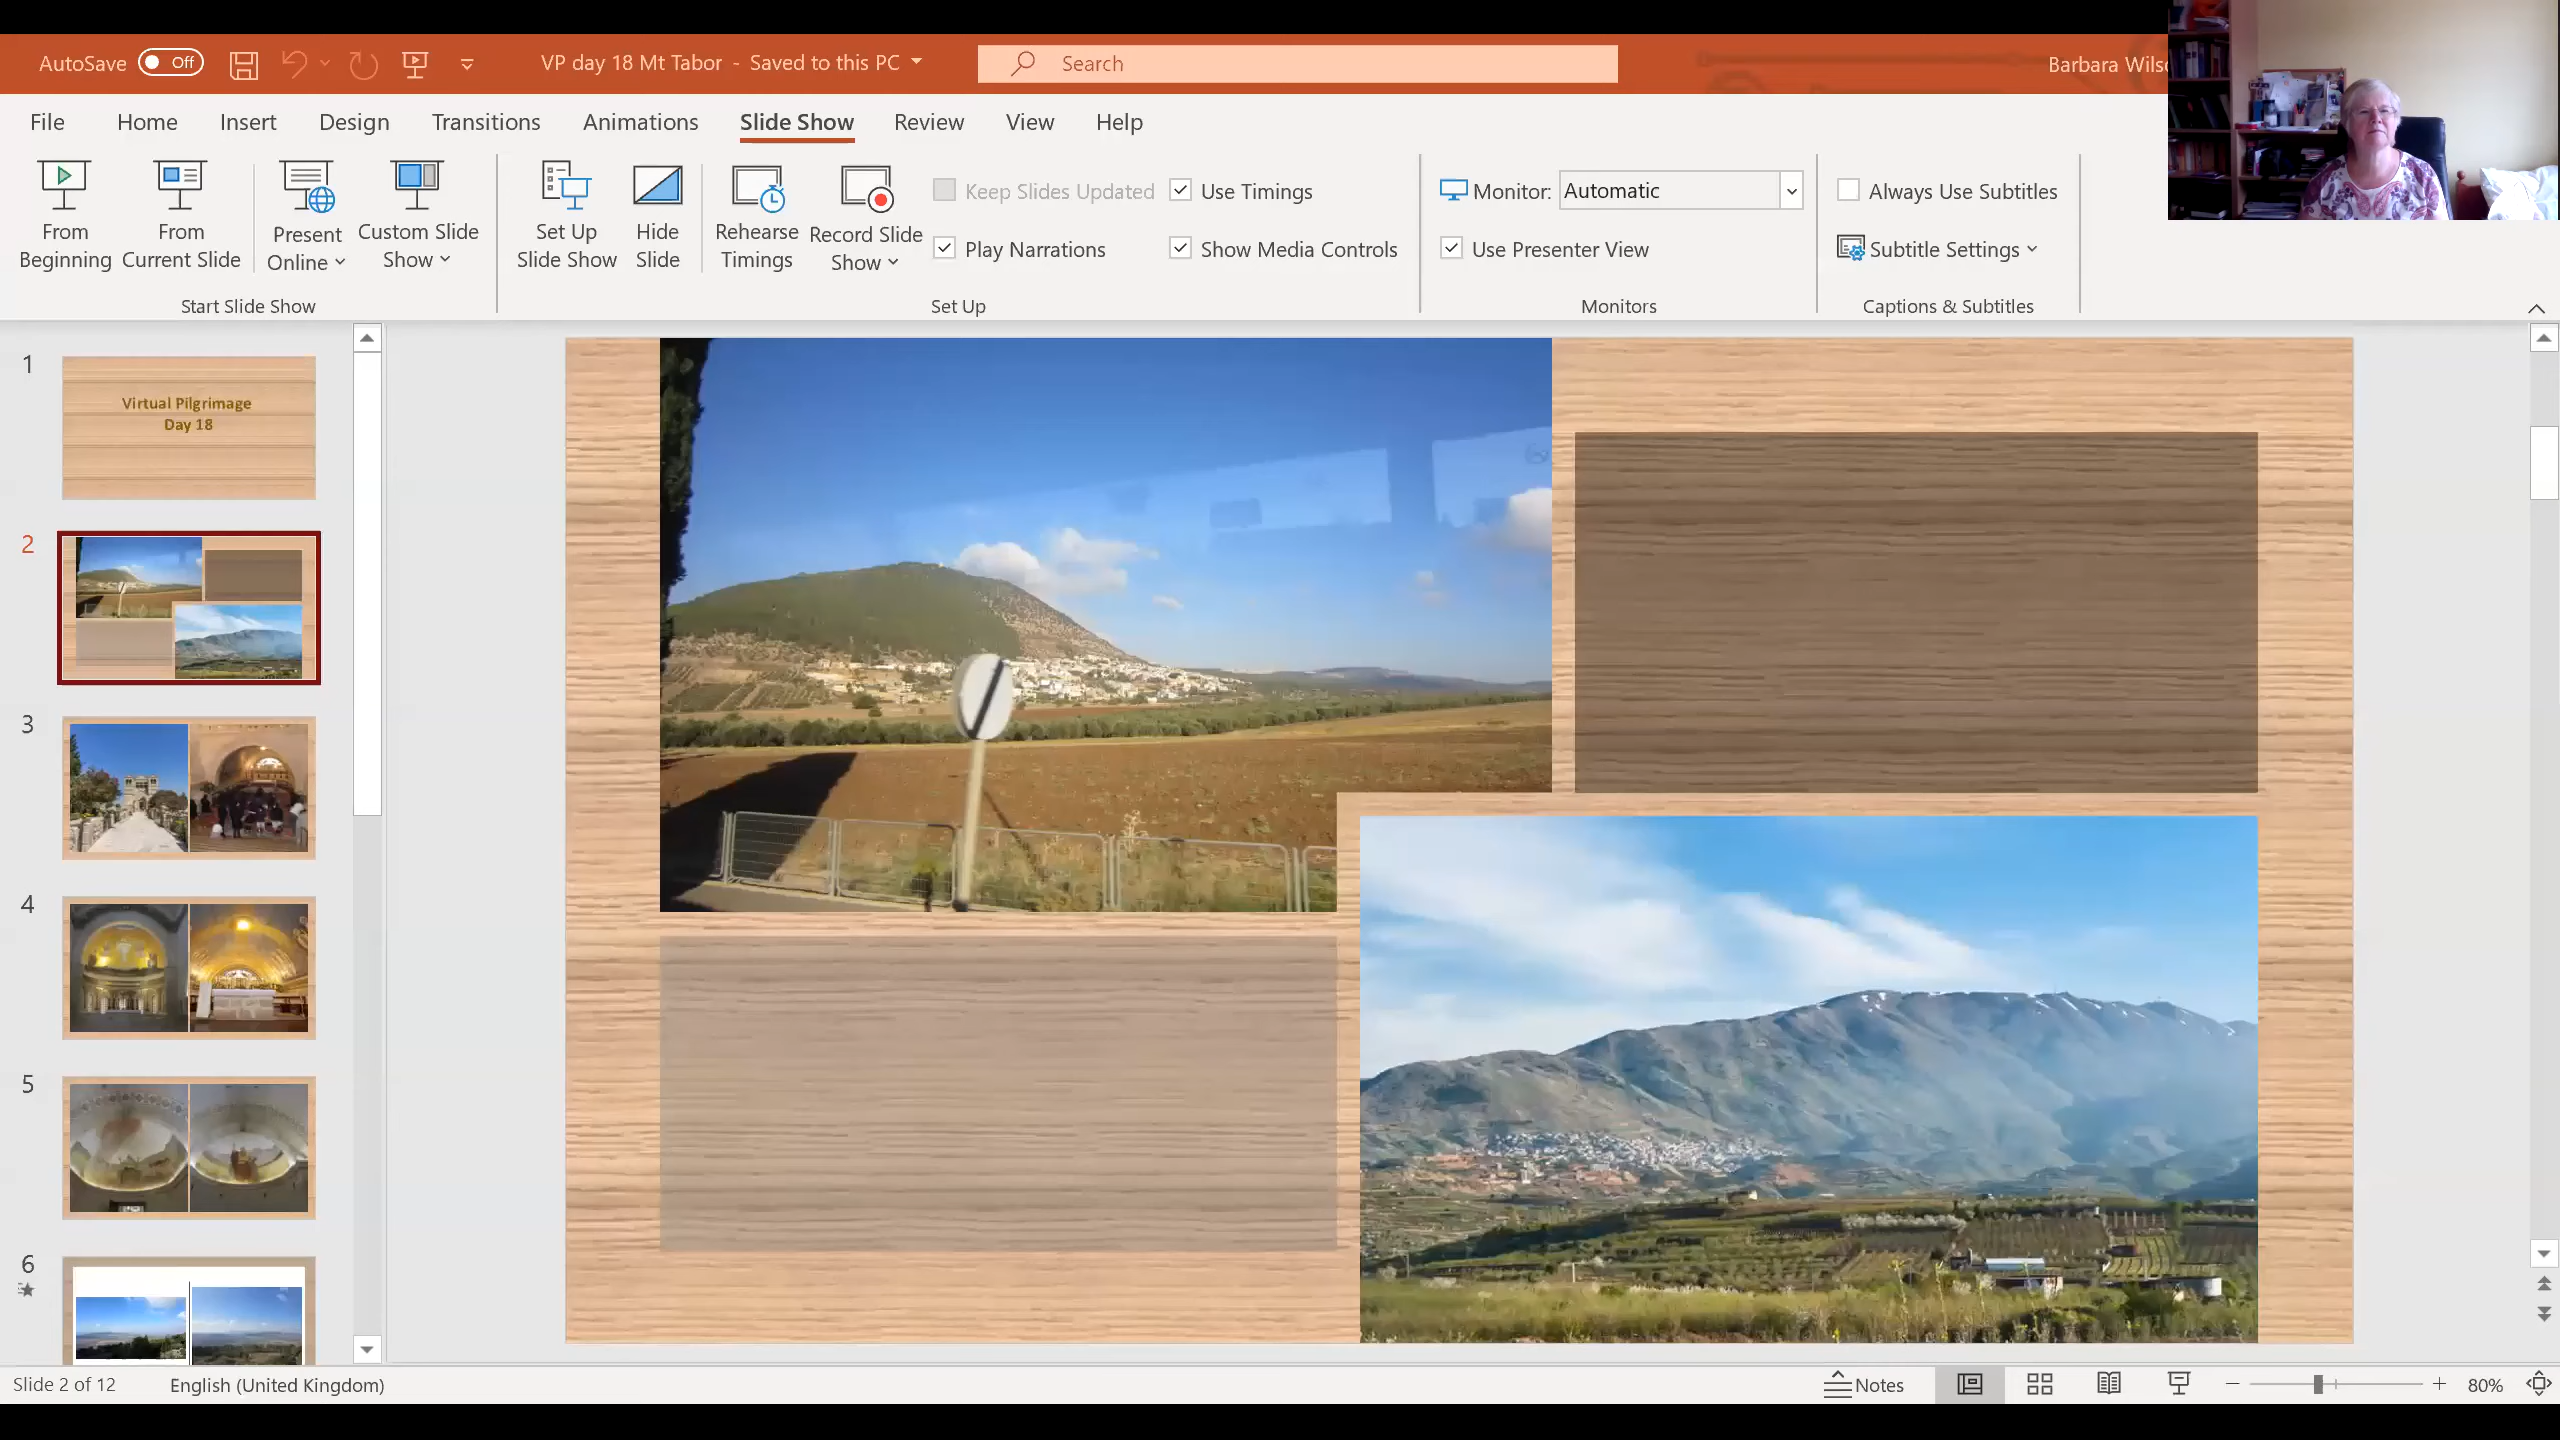 AutoSave Off
VP day 18 Mt Tabor - Saved to this PC
Search
Barbara Wils
File Home Insert Design Transitions Animations Slide Show Review View Help
From Beginning
From Current Slide
Present Online
Custom Slide Show
Start Slide Show
Set Up Slide Show
Hide Slide
Rehearse Timings
Record Slide Show
Keep Slides Updated
Use Timings
Play Narrations
Show Media Controls
Set Up
Monitor: Automatic
Use Presenter View
Monitors
Always Use Subtitles
Subtitle Settings
Captions & Subtitles
1
Virtual Pilgrimage
Day 18
2
3
4
5
6
Slide 2 of 12
English (United Kingdom)
Notes
80%